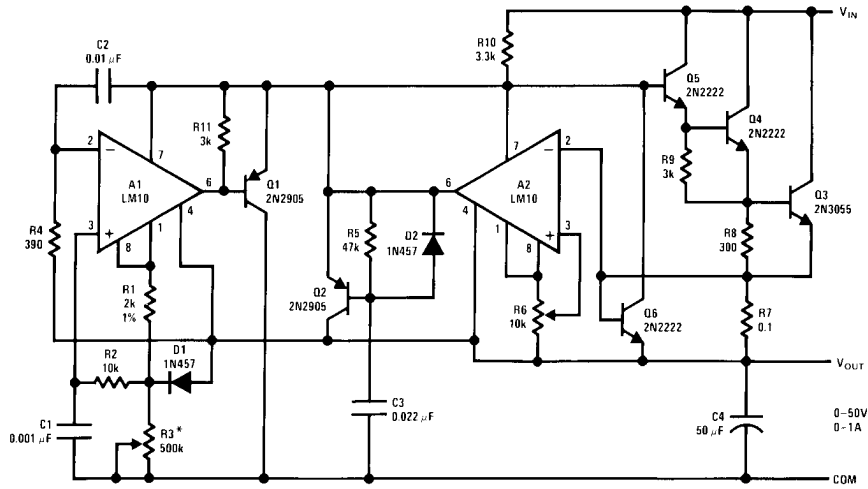 C2
0.01 μF
R10
3.3k
VIN
Q5
2N2222
Q4
2N2222
R11
3k
2
7
A1
LM10
6
4
3
8
1
Q1
2N2905
R4
390
6
7
A2
LM10
2
4
3
1
8
R5
47k
D2
1N457
R9
3k
Q3
2N3055
R8
300
R1
2k
1%
Q2
2N2905
R6
10k
Q6
2N2222
R7
0.1
R2
10k
D1
1N457
VOUT
C1
0.001 μF
R3*
500k
C3
0.022 μF
C4
50 μF
0–50V
0–1A
COM